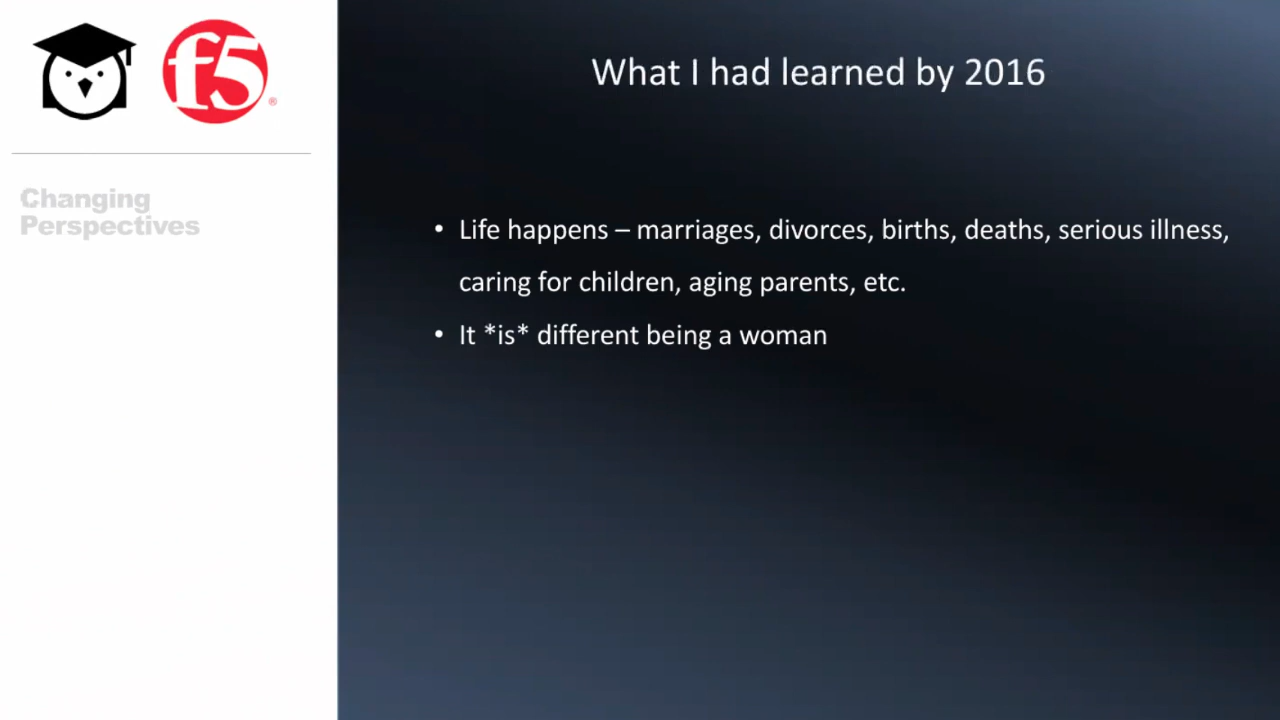 f5
®
Changing
Perspectives
What I had learned by 2016
• Life happens – marriages, divorces, births, deaths, serious illness,
caring for children, aging parents, etc.
• It *is* different being a woman